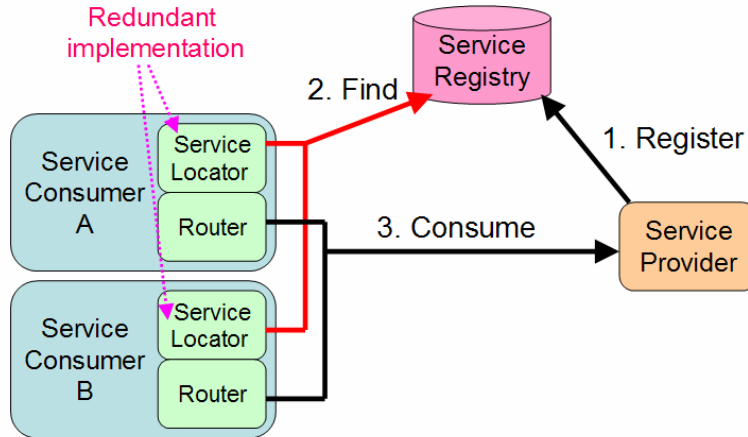 Redundant
implementation
Service
Registry
2. Find
1. Register
Service
Consumer
A
Service
Locator
Router
3. Consume
Service
Provider
Service
Consumer
B
Service
Locator
Router